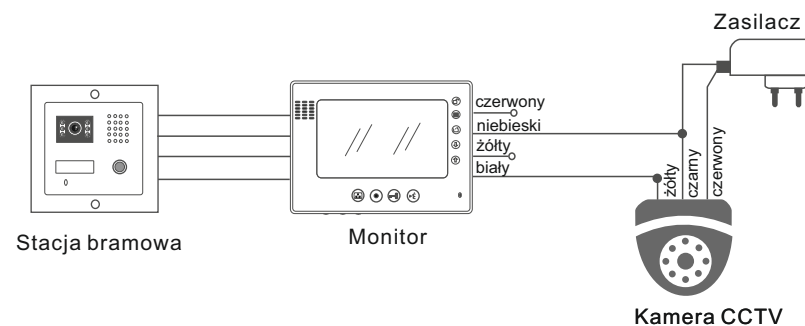 Zasilacz
czerwony
niebieski
żółty
biały
żółty
czarny
czerwony
Stacja bramowa
Monitor
Kamera CCTV